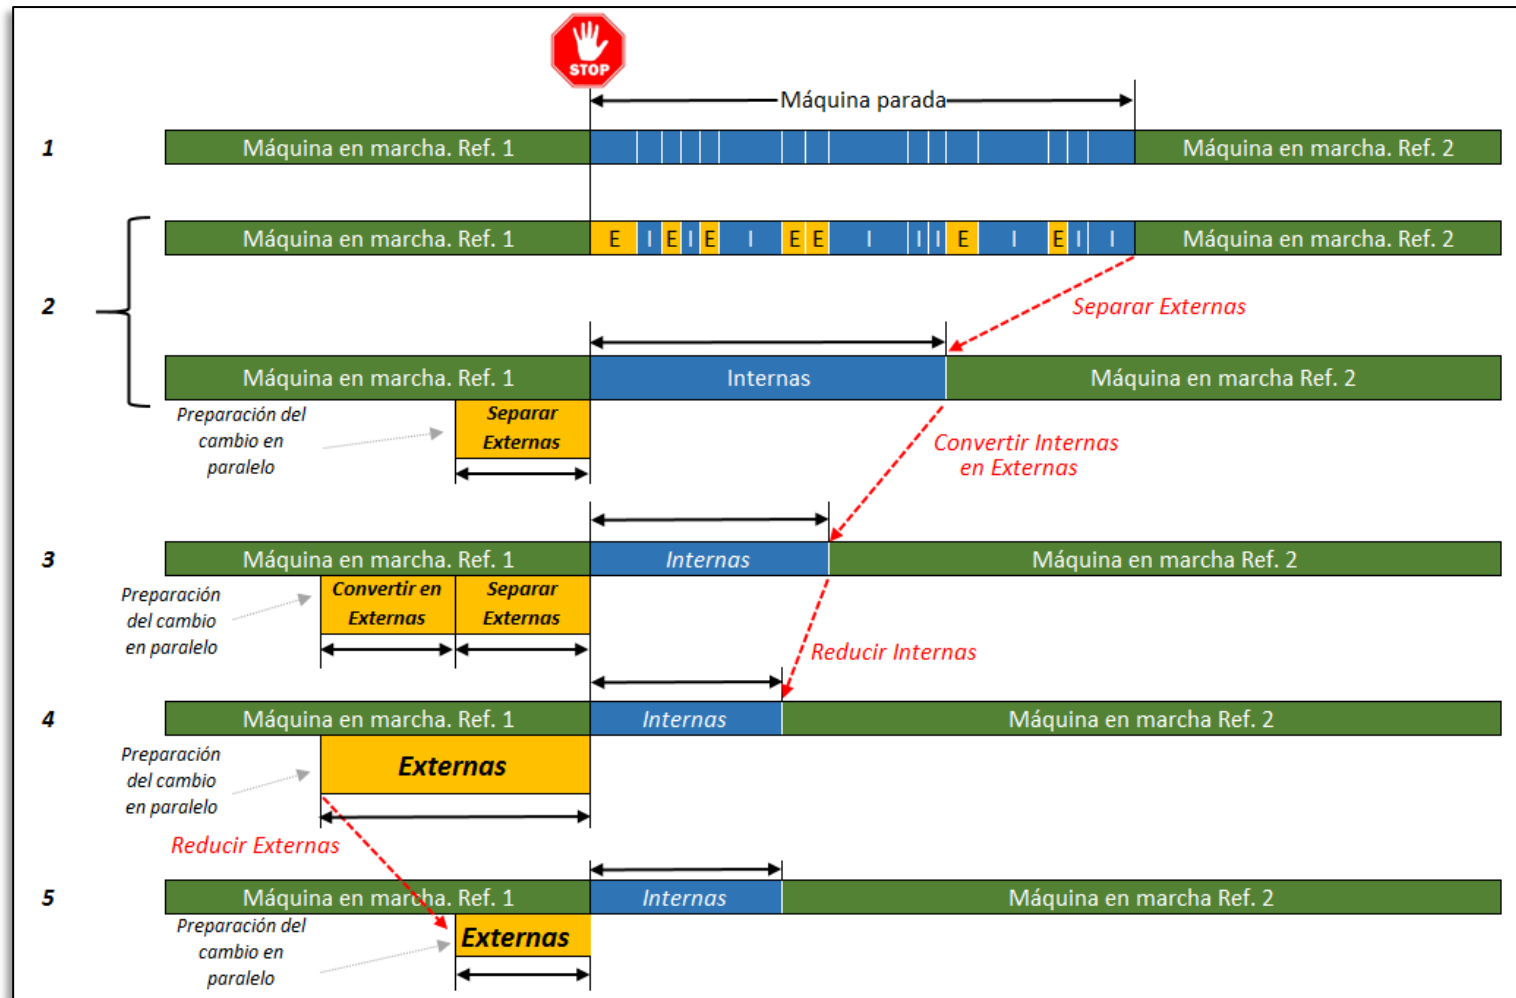 STOP
Máquina parada
1
Máquina en marcha. Ref. 1
Máquina en marcha. Ref. 2
Máquina en marcha. Ref. 1
E I E I E I E E I I I E I E I I
Máquina en marcha. Ref. 2
2
Separar Externas
Máquina en marcha. Ref. 1
Internas
Máquina en marcha Ref. 2
Preparación del
cambio en
paralelo
Separar
Externas
Convertir Internas
en Externas
3
Máquina en marcha. Ref. 1
Internas
Máquina en marcha Ref. 2
Preparación
del cambio
en paralelo
Convertir en
Externas
Separar
Externas
Reducir Internas
4
Máquina en marcha. Ref. 1
Internas
Máquina en marcha Ref. 2
Preparación
del cambio
en paralelo
Externas
Reducir Externas
5
Máquina en marcha. Ref. 1
Internas
Máquina en marcha Ref. 2
Preparación del
cambio en
paralelo
Externas